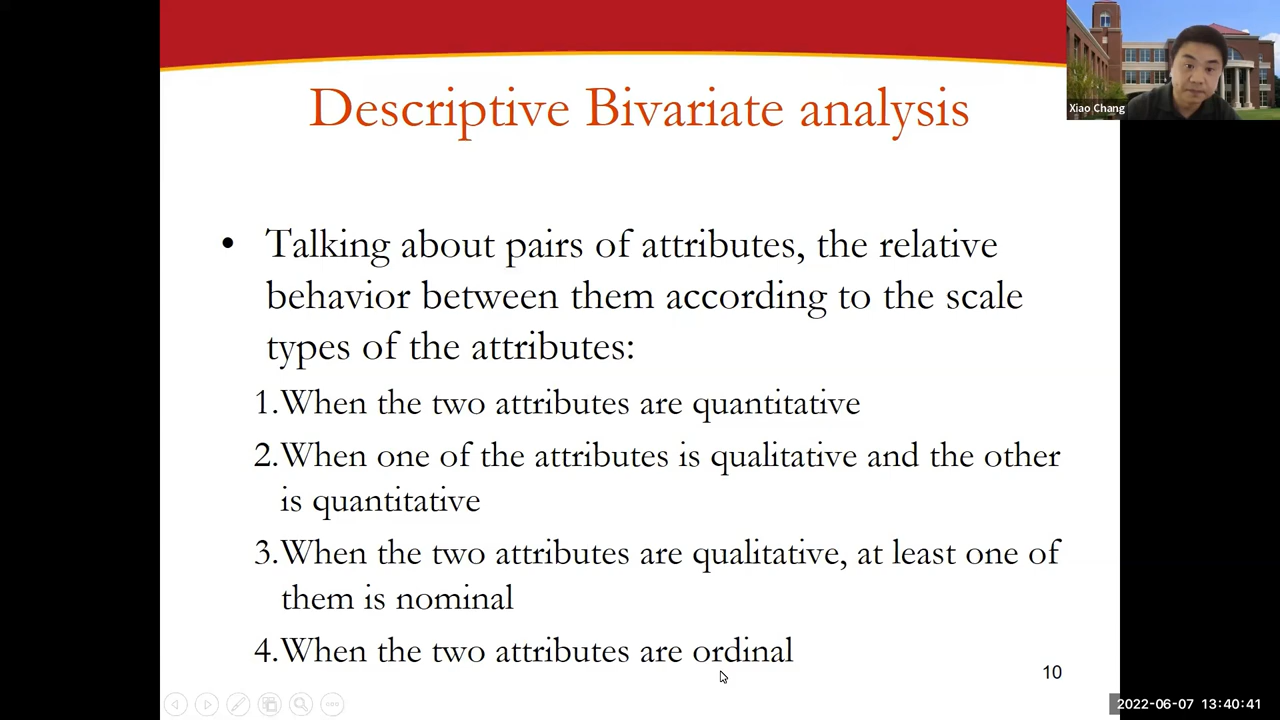 Descriptive Bivariate analysis
Xiao Chang
• Talking about pairs of attributes, the relative
behavior between them according to the scale
types of the attributes:
1.When the two attributes are quantitative
2.When one of the attributes is qualitative and the other
is quantitative
3.When the two attributes are qualitative, at least one of
them is nominal
4.When the two attributes are ordinal
10
2022-06-07 13:40:41